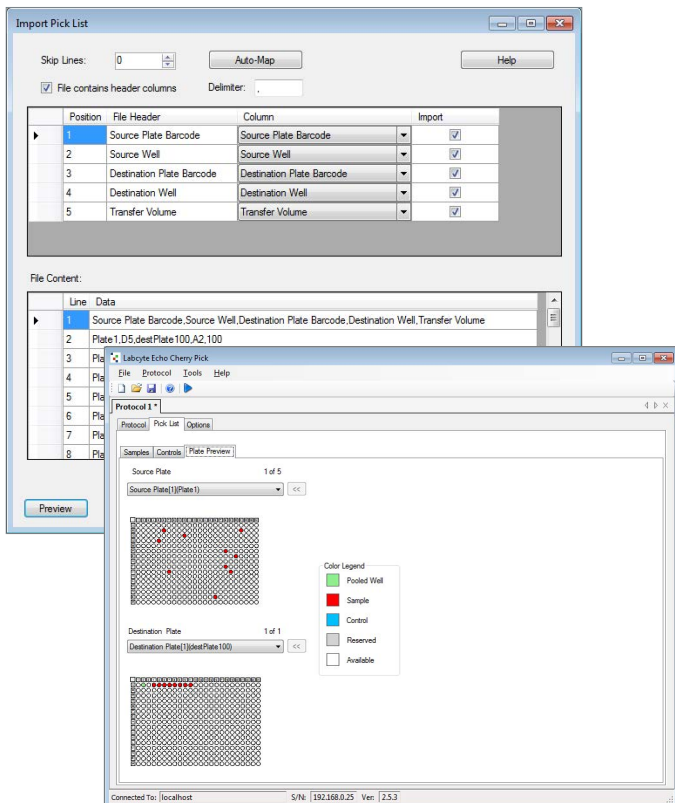 Import Pick List
Skip Lines: 0 Auto-Map Help
File contains header columns Delimiter: ,
Position File Header Column Import
1 Source Plate Barcode Source Plate Barcode
2 Source Well Source Well
3 Destination Plate Barcode Destination Plate Barcode
4 Destination Well Destination Well
5 Transfer Volume Transfer Volume
File Content:
Line Data
1 Source Plate Barcode,Source Well,Destination Plate Barcode,Destination Well,Transfer Volume
2 Plate1,D5,destPlate100,A2,100
3 Pla
4 Pla
5 Pla
6 Pla
7 Pla
8 Pla
Preview
Labcyte Echo Cherry Pick
File Protocol Tools Help
Protocol 1 *
Protocol Pick List Options
Samples Controls Plate Preview
Source Plate 1 of 5
Source Plate[1](Plate1) <<
Color Legend
Pooled Well
Sample
Control
Reserved
Available
Destination Plate 1 of 1
Destination Plate[1](destPlate100) <<
Connected To: localhost S/N: 192.168.0.25 Ver: 2.5.3